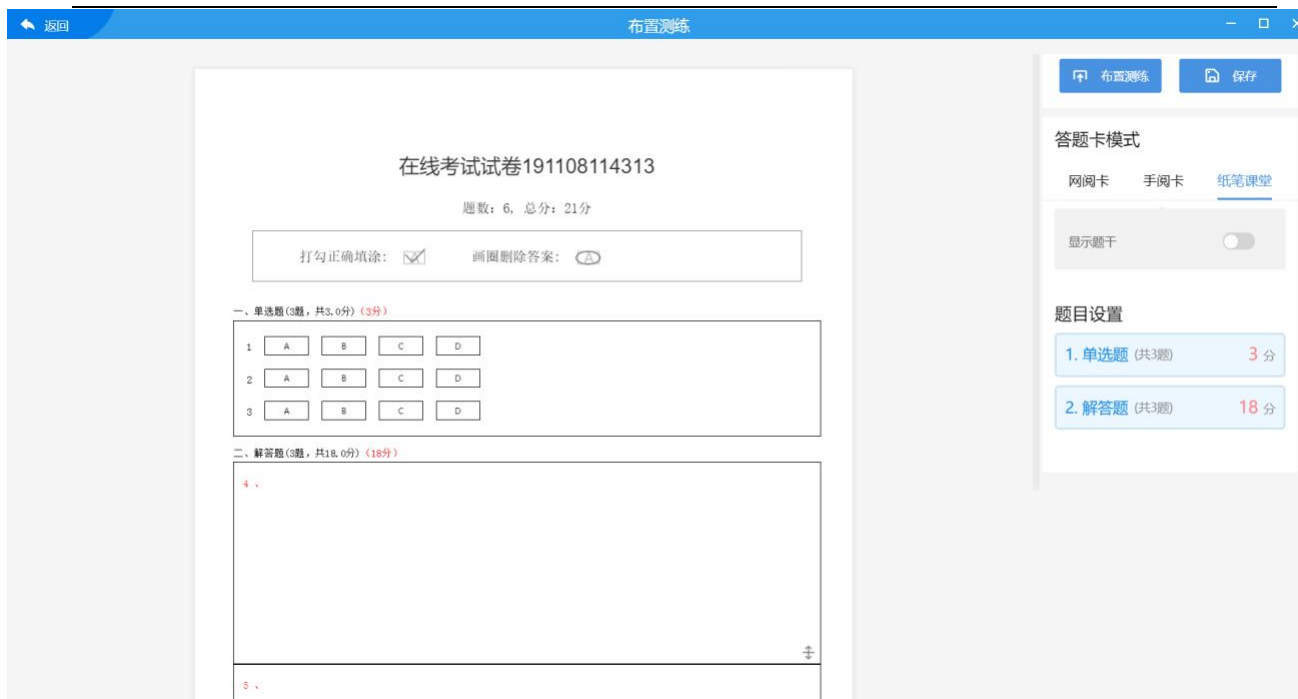 返回
布置测练
布置测练
保存
答题卡模式
网阅卡 手阅卡 纸笔课堂
显示题干
题目设置
1. 单选题 (共3题) 3 分
2. 解答题 (共3题) 18 分
在线考试试卷191108114313
题数: 6, 总分: 21分
打勾正确填涂: A 画圈删除答案: A
一、单选题(3题, 共3.0分) (3分)
1 A B C D
2 A B C D
3 A B C D
二、解答题(3题, 共18.0分) (18分)
4 、
5 、